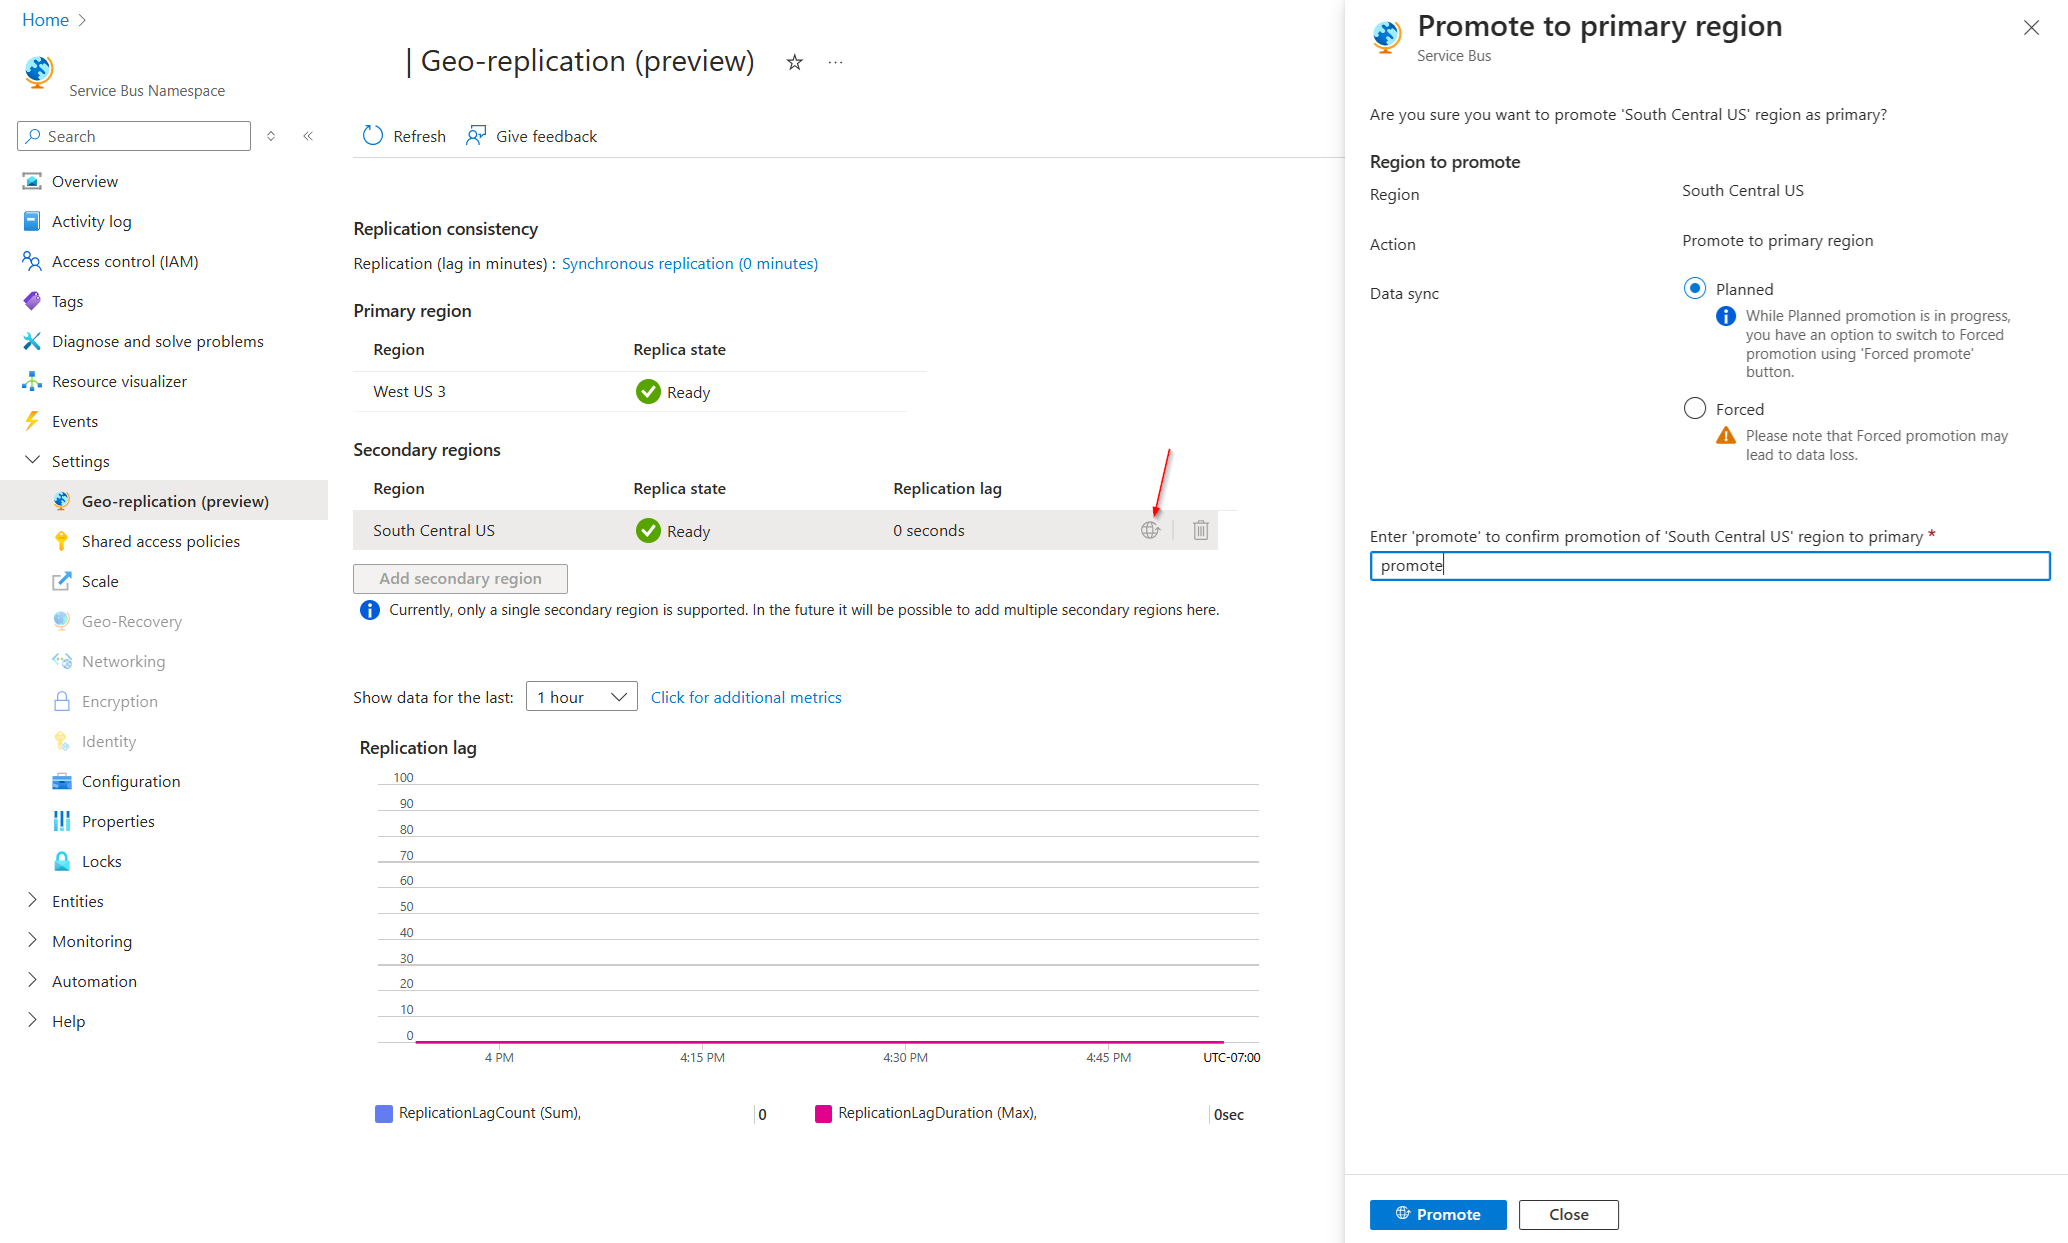 Home
| Geo-replication (preview)
Service Bus Namespace
Search
Refresh
Give feedback
Overview
Activity log
Access control (IAM)
Tags
Diagnose and solve problems
Resource visualizer
Events
Settings
Geo-replication (preview)
Shared access policies
Scale
Geo-Recovery
Networking
Encryption
Identity
Configuration
Properties
Locks
Entities
Monitoring
Automation
Help
Replication consistency
Replication (lag in minutes) : Synchronous replication (0 minutes)
Primary region
Region Replica state
West US 3 Ready
Secondary regions
Region Replica state Replication lag
South Central US Ready 0 seconds
Add secondary region
Currently, only a single secondary region is supported. In the future it will be possible to add multiple secondary regions here.
Show data for the last: 1 hour Click for additional metrics
Replication lag
100
90
80
70
60
50
40
30
20
10
0
4 PM 4:15 PM 4:30 PM 4:45 PM UTC-07:00
ReplicationLagCount (Sum), 0 ReplicationLagDuration (Max), 0sec
Promote to primary region
Service Bus
Are you sure you want to promote 'South Central US' region as primary?
Region to promote
Region South Central US
Action Promote to primary region
Data sync Planned
While Planned promotion is in progress,
you have an option to switch to Forced
promotion using 'Forced promote'
button.
Forced
Please note that Forced promotion may
lead to data loss.
Enter 'promote' to confirm promotion of 'South Central US' region to primary *
promote
Promote Close